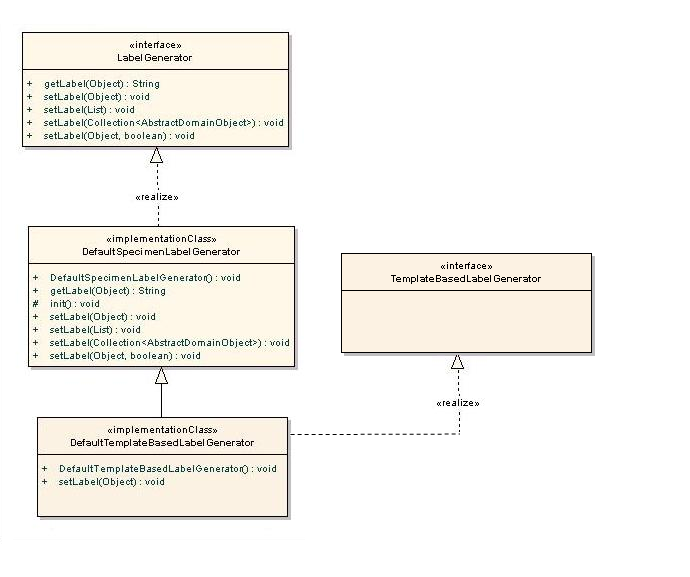 «interface»
LabelGenerator
+ getLabel(Object) : String
+ setLabel(Object) : void
+ setLabel(List) : void
+ setLabel(Collection<AbstractDomainObject>) : void
+ setLabel(Object, boolean) : void
«realize»
«implementationClass»
DefaultSpecimenLabelGenerator
+ DefaultSpecimenLabelGenerator() : void
+ getLabel(Object) : String
# init() : void
+ setLabel(Object) : void
+ setLabel(List) : void
+ setLabel(Collection<AbstractDomainObject>) : void
+ setLabel(Object, boolean) : void
«interface»
TemplateBasedLabelGenerator
«realize»
«implementationClass»
DefaultTemplateBasedLabelGenerator
+ DefaultTemplateBasedLabelGenerator() : void
+ setLabel(Object) : void